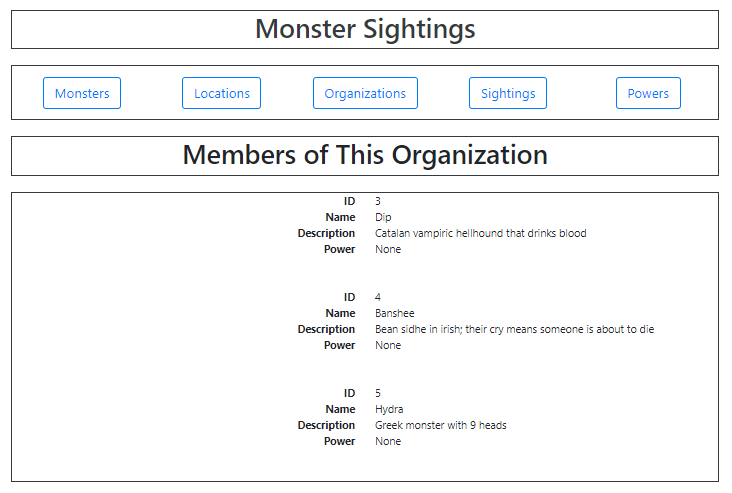 Monster Sightings
Monsters Locations Organizations Sightings Powers
Members of This Organization
ID 3
Name Dip
Description Catalan vampiric hellhound that drinks blood
Power None
ID 4
Name Banshee
Description Bean sidhe in irish; their cry means someone is about to die
Power None
ID 5
Name Hydra
Description Greek monster with 9 heads
Power None